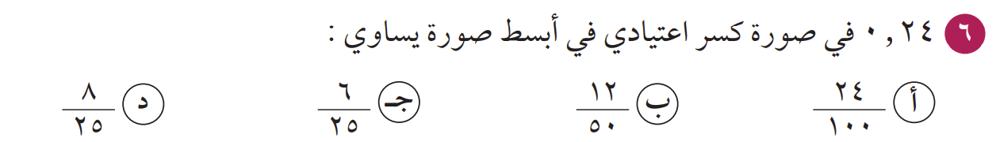 ٦ ٠,٢٤ في صورة كسر اعتيادي في أبسط صورة يساوي :
أ ٢٤/١٠٠ ب ١٢/٥٠ جـ ٦/٢٥ د ٨/٢٥